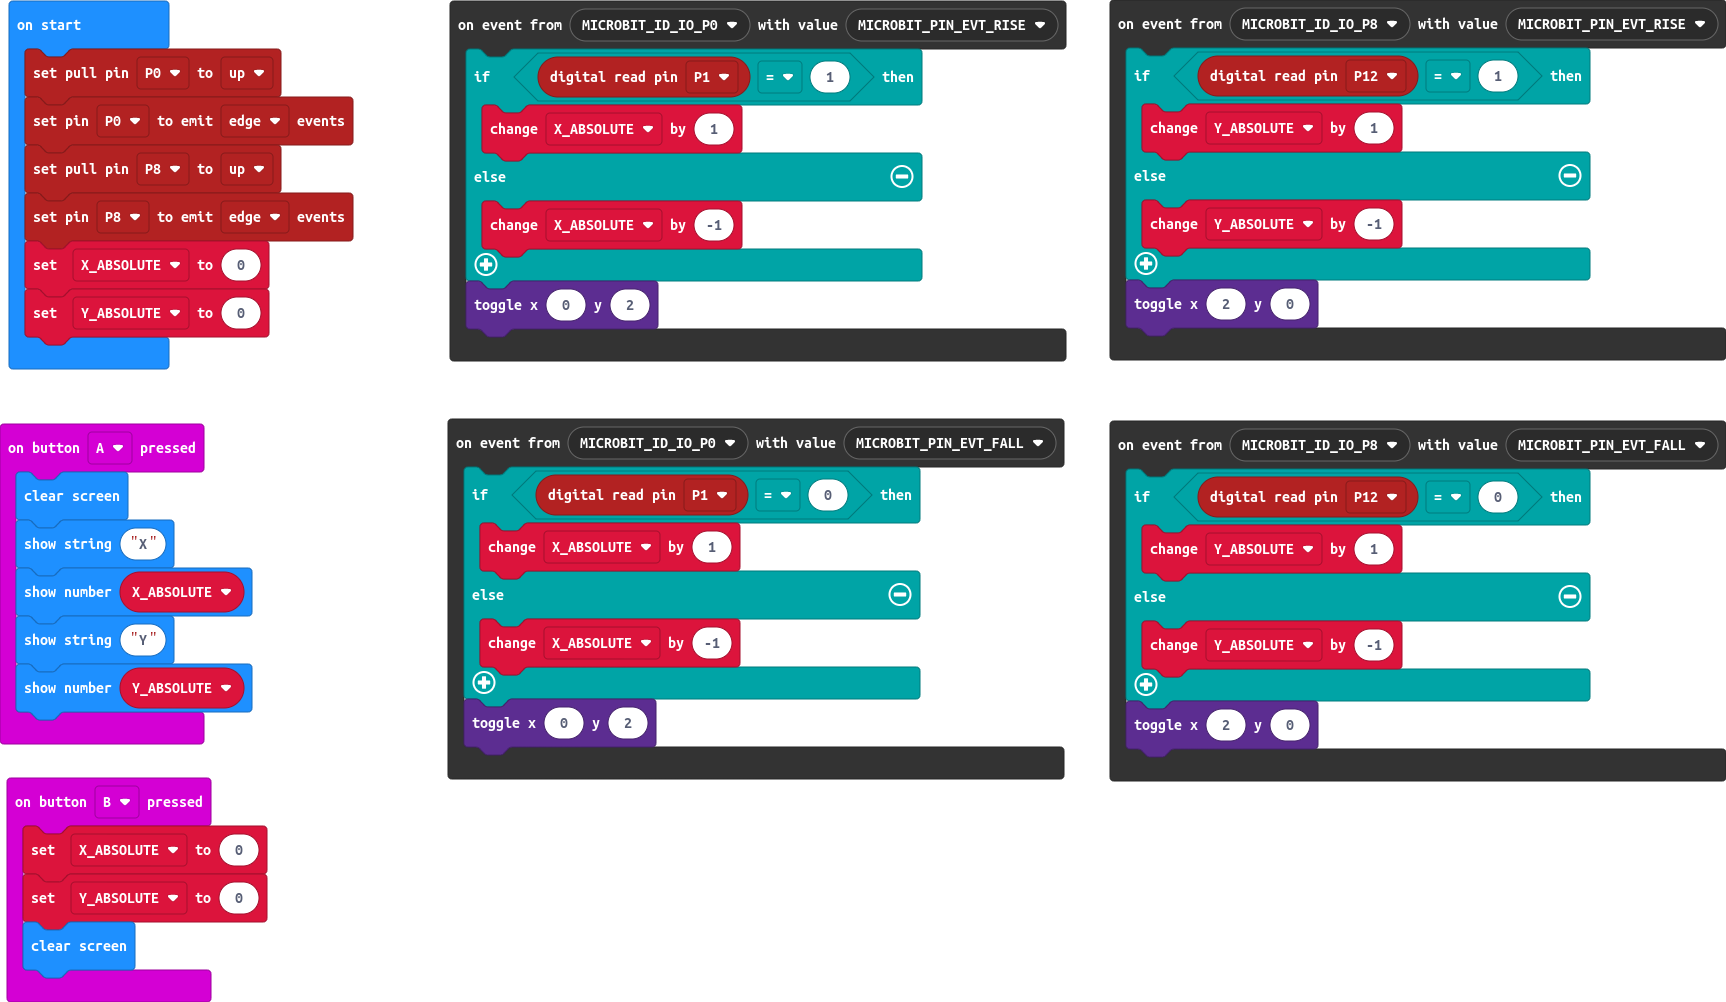 on start
set pull pin P0 to up
set pin P0 to emit edge events
set pull pin P8 to up
set pin P8 to emit edge events
set X_ABSOLUTE to 0
set Y_ABSOLUTE to 0
on button A pressed
clear screen
show string "X"
show number X_ABSOLUTE
show string "Y"
show number Y_ABSOLUTE
on button B pressed
set X_ABSOLUTE to 0
set Y_ABSOLUTE to 0
clear screen
on event from MICROBIT_ID_IO_P0 with value MICROBIT_PIN_EVT_RISE
if digital read pin P1 = 1 then
change X_ABSOLUTE by 1
else
change X_ABSOLUTE by -1
toggle x 0 y 2
on event from MICROBIT_ID_IO_P0 with value MICROBIT_PIN_EVT_FALL
if digital read pin P1 = 0 then
change X_ABSOLUTE by 1
else
change X_ABSOLUTE by -1
toggle x 0 y 2
on event from MICROBIT_ID_IO_P8 with value MICROBIT_PIN_EVT_RISE
if digital read pin P12 = 1 then
change Y_ABSOLUTE by 1
else
change Y_ABSOLUTE by -1
toggle x 2 y 0
on event from MICROBIT_ID_IO_P8 with value MICROBIT_PIN_EVT_FALL
if digital read pin P12 = 0 then
change Y_ABSOLUTE by 1
else
change Y_ABSOLUTE by -1
toggle x 2 y 0